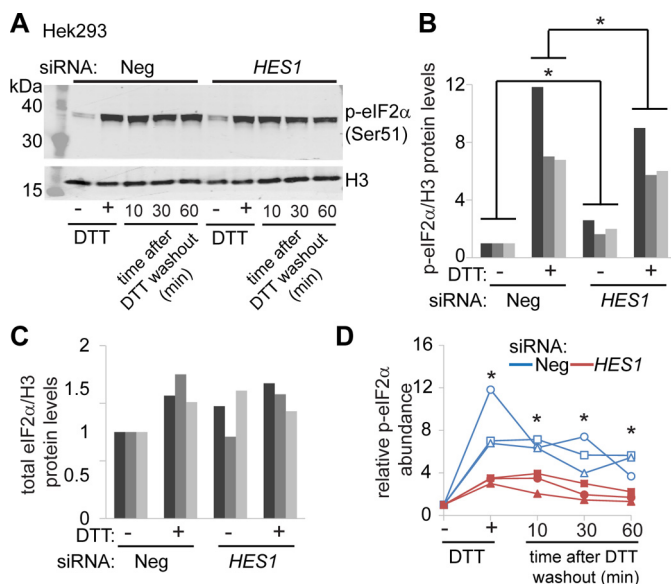 A Hek293
siRNA: Neg HES1
kDa
40
30
15
p-eIF2α
(Ser51)
H3
- + 10 30 60 - + 10 30 60
DTT time after DTT time after
DTT washout DTT washout
(min) (min)
B
p-eIF2α/H3 protein levels
12
8
4
0
* *
DTT: - + - +
siRNA: Neg HES1
C
total eIF2α/H3
protein levels
2
1.5
1
0.5
0
DTT: - + - +
siRNA: Neg HES1
D
siRNA:
Neg HES1
relative p-eIF2α
abundance
16
12
8
4
0
* * * *
- + 10 30 60
DTT time after DTT
washout (min)